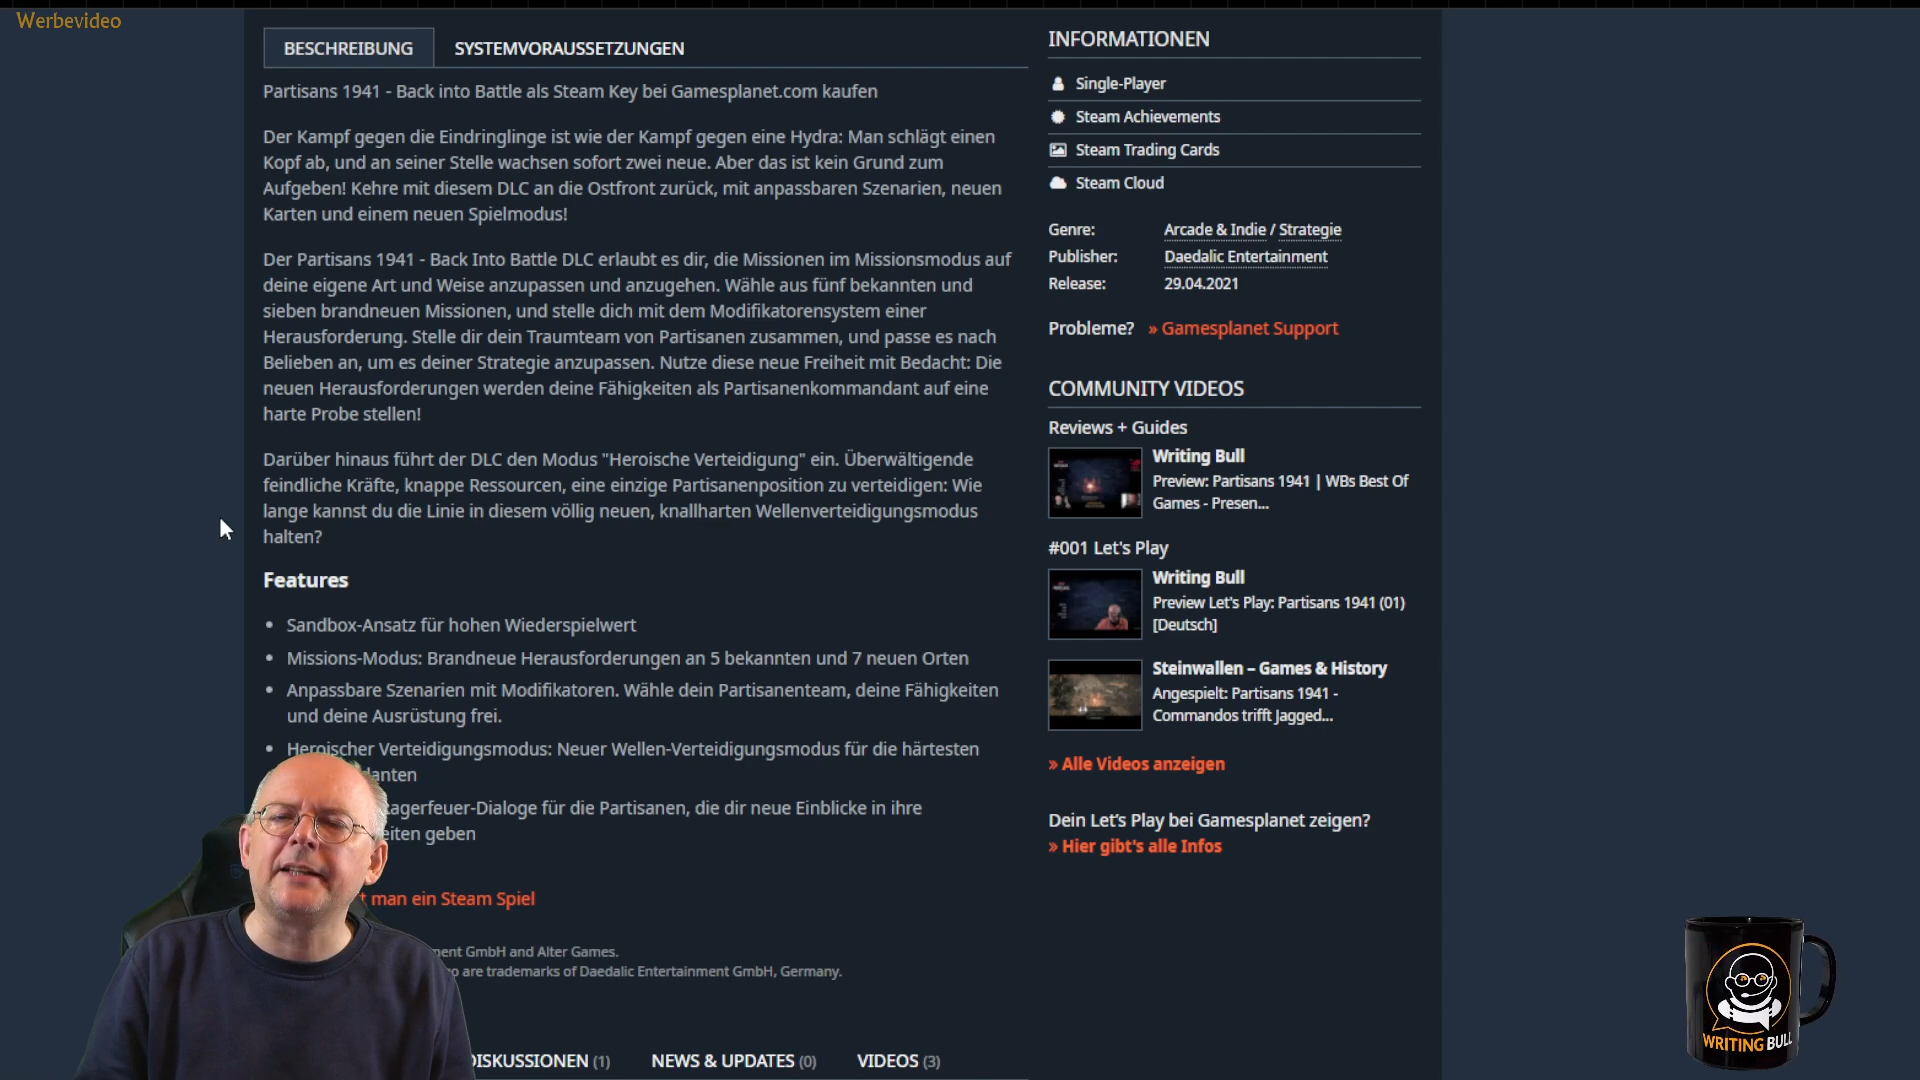 Werbevideo
BESCHREIBUNG
SYSTEMVORAUSSETZUNGEN
Partisans 1941 - Back into Battle als Steam Key bei Gamesplanet.com kaufen
Der Kampf gegen die Eindringlinge ist wie der Kampf gegen eine Hydra: Man schlägt einen
Kopf ab, und an seiner Stelle wachsen sofort zwei neue. Aber das ist kein Grund zum
Aufgeben! Kehre mit diesem DLC an die Ostfront zurück, mit anpassbaren Szenarien, neuen
Karten und einem neuen Spielmodus!
Der Partisans 1941 - Back Into Battle DLC erlaubt es dir, die Missionen im Missionsmodus auf
deine eigene Art und Weise anzupassen und anzugehen. Wähle aus fünf bekannten und
sieben brandneuen Missionen, und stelle dich mit dem Modifikatorensystem einer
Herausforderung. Stelle dir dein Traumteam von Partisanen zusammen, und passe es nach
Belieben an, um es deiner Strategie anzupassen. Nutze diese neue Freiheit mit Bedacht: Die
neuen Herausforderungen werden deine Fähigkeiten als Partisanenkommandant auf eine
harte Probe stellen!
Darüber hinaus führt der DLC den Modus "Heroische Verteidigung" ein. Überwältigende
feindliche Kräfte, knappe Ressourcen, eine einzige Partisanenposition zu verteidigen: Wie
lange kannst du die Linie in diesem völlig neuen, knallharten Wellenverteidigungsmodus
halten?
Features
• Sandbox-Ansatz für hohen Wiederspielwert
• Missions-Modus: Brandneue Herausforderungen an 5 bekannten und 7 neuen Orten
• Anpassbare Szenarien mit Modifikatoren. Wähle dein Partisanenteam, deine Fähigkeiten
und deine Ausrüstung frei.
• Heroischer Verteidigungsmodus: Neuer Wellen-Verteidigungsmodus für die härtesten
danten
agerfeuer-Dialoge für die Partisanen, die dir neue Einblicke in ihre
eiten geben
t man ein Steam Spiel
ment GmbH and Alter Games.
o are trademarks of Daedalic Entertainment GmbH, Germany.
DISKUSSIONEN (1)
NEWS & UPDATES (0)
VIDEOS (3)
INFORMATIONEN
Single-Player
Steam Achievements
Steam Trading Cards
Steam Cloud
Genre: Arcade & Indie / Strategie
Publisher: Daedalic Entertainment
Release: 29.04.2021
Probleme? » Gamesplanet Support
COMMUNITY VIDEOS
Reviews + Guides
Writing Bull
Preview: Partisans 1941 | WBs Best Of
Games - Presen...
#001 Let's Play
Writing Bull
Preview Let's Play: Partisans 1941 (01)
[Deutsch]
Steinwallen – Games & History
Angespielt: Partisans 1941 -
Commandos trifft Jagged...
» Alle Videos anzeigen
Dein Let's Play bei Gamesplanet zeigen?
» Hier gibt's alle Infos
WRITING BULL